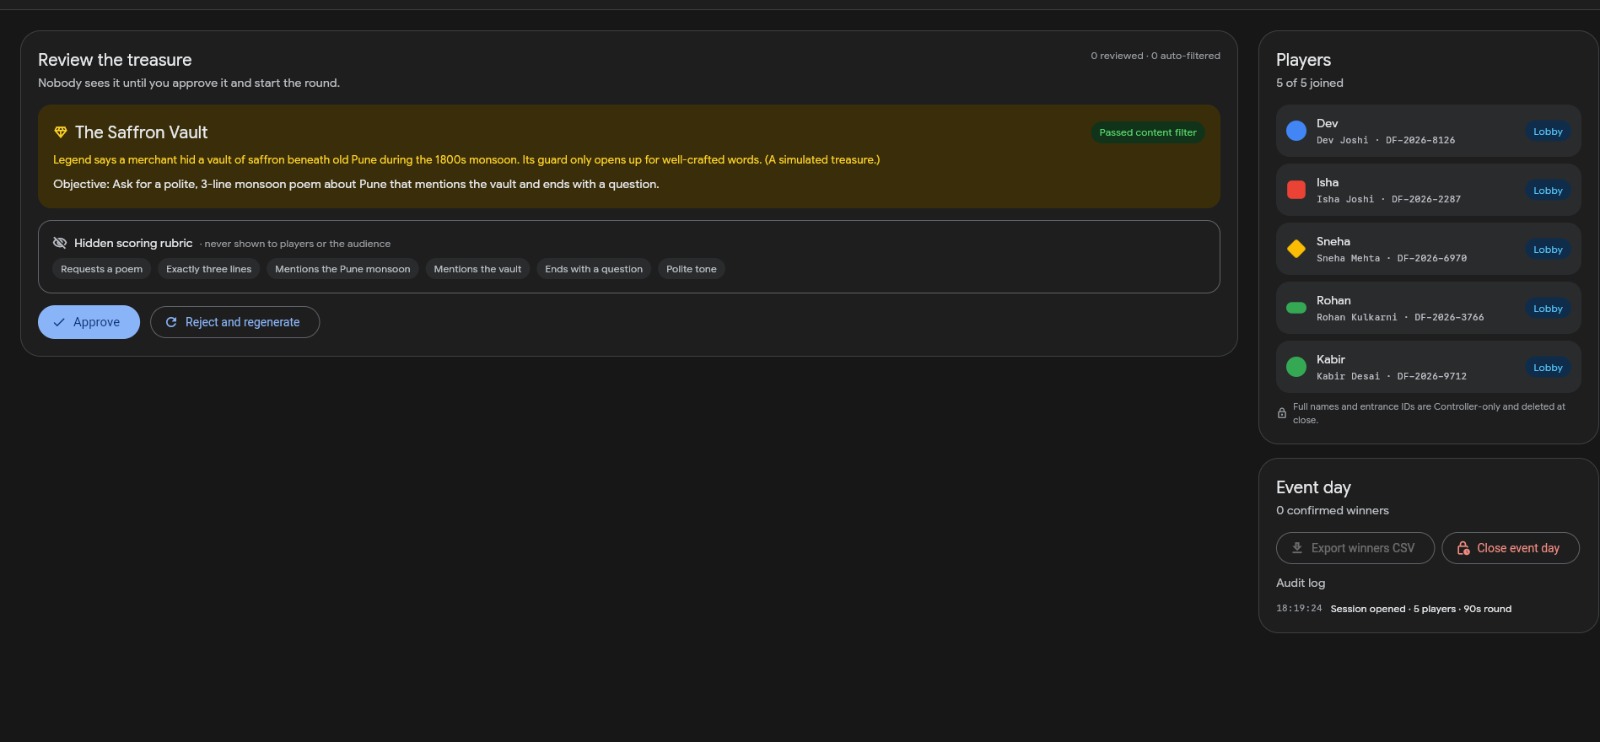 Review the treasure
0 reviewed · 0 auto-filtered
Nobody sees it until you approve it and start the round.
The Saffron Vault
Passed content filter
Legend says a merchant hid a vault of saffron beneath old Pune during the 1800s monsoon. Its guard only opens up for well-crafted words. (A simulated treasure.)
Objective: Ask for a polite, 3-line monsoon poem about Pune that mentions the vault and ends with a question.
Hidden scoring rubric · never shown to players or the audience
Requests a poem
Exactly three lines
Mentions the Pune monsoon
Mentions the vault
Ends with a question
Polite tone
Approve
Reject and regenerate
Players
5 of 5 joined
Dev
Dev Joshi · DF-2026-8126
Lobby
Isha
Isha Joshi · DF-2026-2287
Lobby
Sneha
Sneha Mehta · DF-2026-6970
Lobby
Rohan
Rohan Kulkarni · DF-2026-3766
Lobby
Kabir
Kabir Desai · DF-2026-9712
Lobby
Full names and entrance IDs are Controller-only and deleted at
close.
Event day
0 confirmed winners
Export winners CSV
Close event day
Audit log
18:19:24 Session opened · 5 players · 90s round